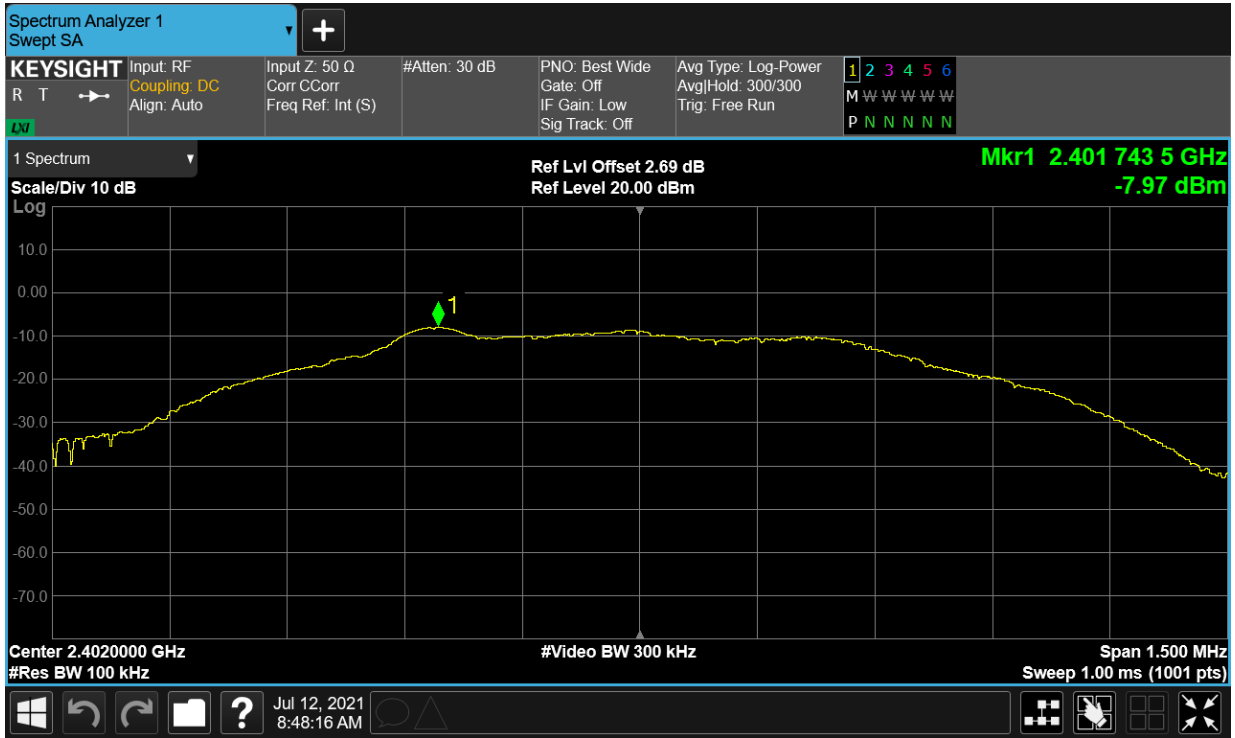 Spectrum Analyzer 1
Swept SA
KEYSIGHT
R T
LXI
Input: RF
Coupling: DC
Align: Auto
Input Z: 50 Ω
Corr CCorr
Freq Ref: Int (S)
#Atten: 30 dB
PNO: Best Wide
Gate: Off
IF Gain: Low
Sig Track: Off
Avg Type: Log-Power
Avg|Hold: 300/300
Trig: Free Run
1 2 3 4 5 6
M W W W W W
P N N N N N
1 Spectrum
Scale/Div 10 dB
Log
Ref Lvl Offset 2.69 dB
Ref Level 20.00 dBm
Mkr1 2.401 743 5 GHz
-7.97 dBm
10.0
0.00
-10.0
-20.0
-30.0
-40.0
-50.0
-60.0
-70.0
1
Center 2.4020000 GHz
#Video BW 300 kHz
Span 1.500 MHz
#Res BW 100 kHz
Sweep 1.00 ms (1001 pts)
?
Jul 12, 2021
8:48:16 AM